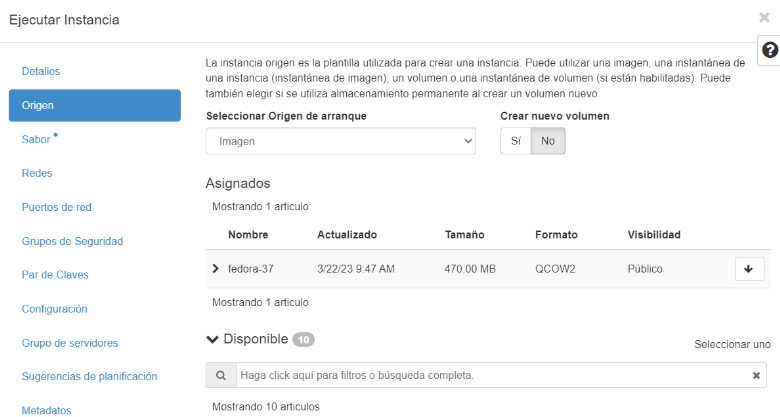 Ejecutar Instancia
×
?
Detalles
Origen
Sabor *
Redes
Puertos de red
Grupos de Seguridad
Par de Claves
Configuración
Grupo de servidores
Sugerencias de planificación
Metadatos
La instancia origen es la plantilla utilizada para crear una instancia. Puede utilizar una imagen, una instantánea de
una instancia (instantánea de imagen), un volumen o una instantánea de volumen (si están habilitadas). Puede
también elegir si se utiliza almacenamiento permanente al crear un volumen nuevo.
Seleccionar Origen de arranque Crear nuevo volumen
Imagen Sí No
Asignados
Mostrando 1 articulo
Nombre Actualizado Tamaño Formato Visibilidad
fedora-37 3/22/23 9:47 AM 470.00 MB QCOW2 Público
Mostrando 1 articulo
Disponible 10
Seleccionar uno
Haga click aquí para filtros o búsqueda completa.
Mostrando 10 articulos